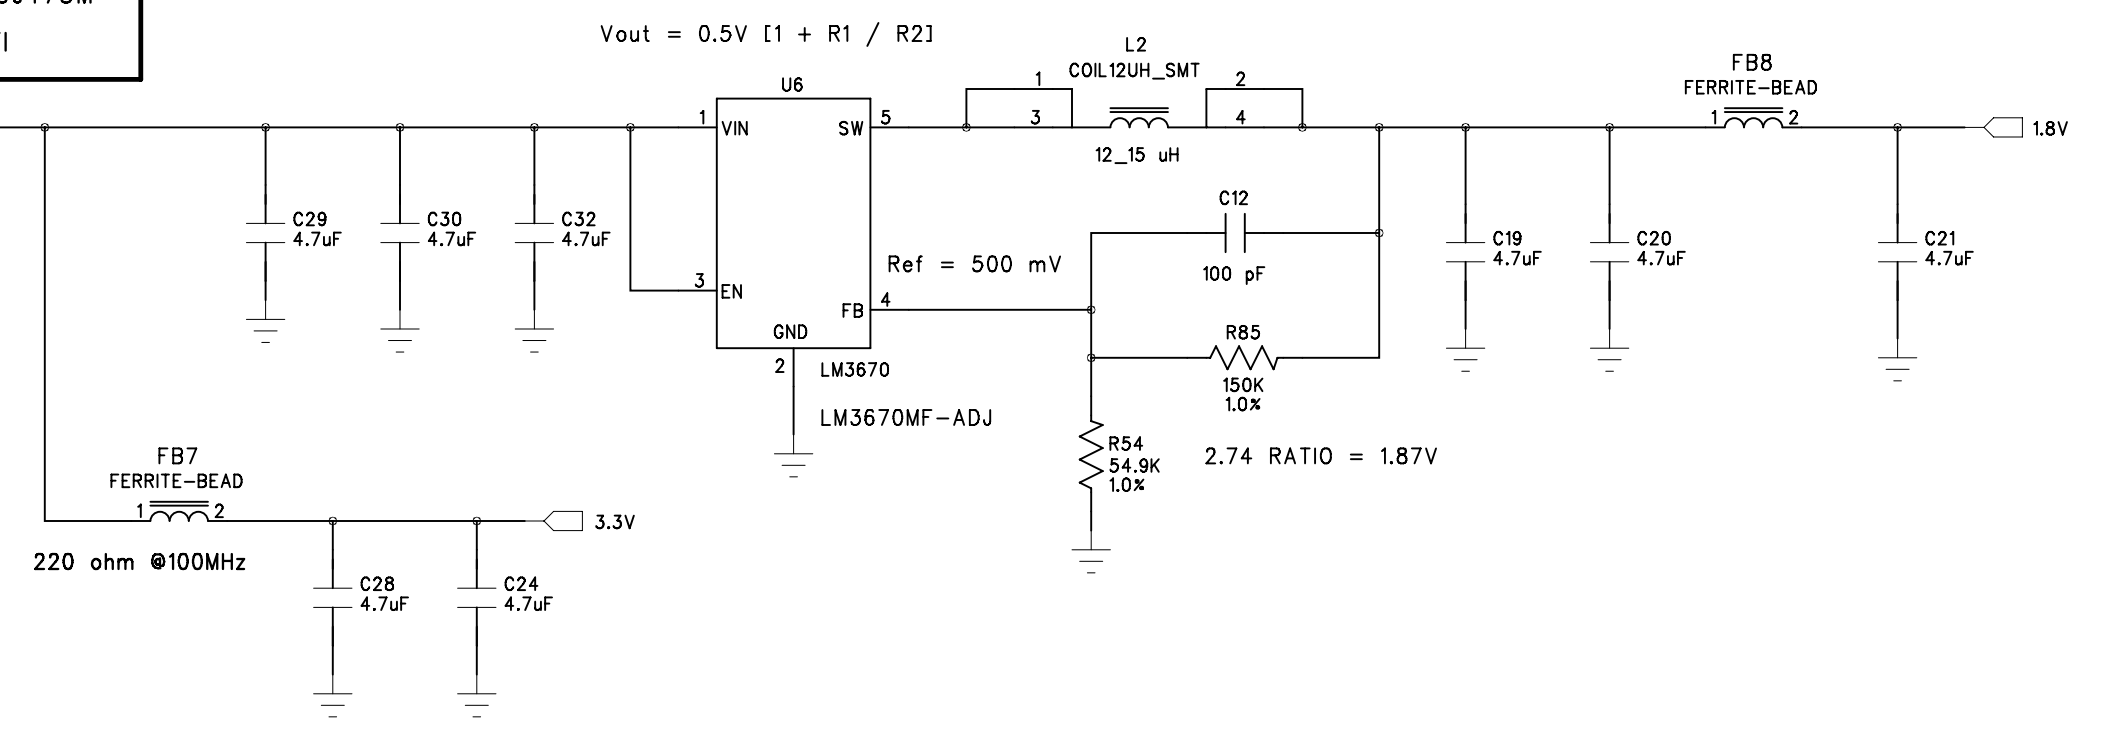 Vout = 0.5V [1 + R1 / R2]
L2
COIL12UH_SMT
1
2
3
4
12_15 uH
FB8
FERRITE-BEAD
1
2
1.8V
U6
1
VIN
SW
5
3
EN
FB
4
GND
2
LM3670
LM3670MF-ADJ
C29
4.7uF
C30
4.7uF
C32
4.7uF
Ref = 500 mV
C12
100 pF
R85
150K
1.0%
R54
54.9K
1.0%
2.74 RATIO = 1.87V
C19
4.7uF
C20
4.7uF
C21
4.7uF
FB7
FERRITE-BEAD
1
2
3.3V
220 ohm @100MHz
C28
4.7uF
C24
4.7uF